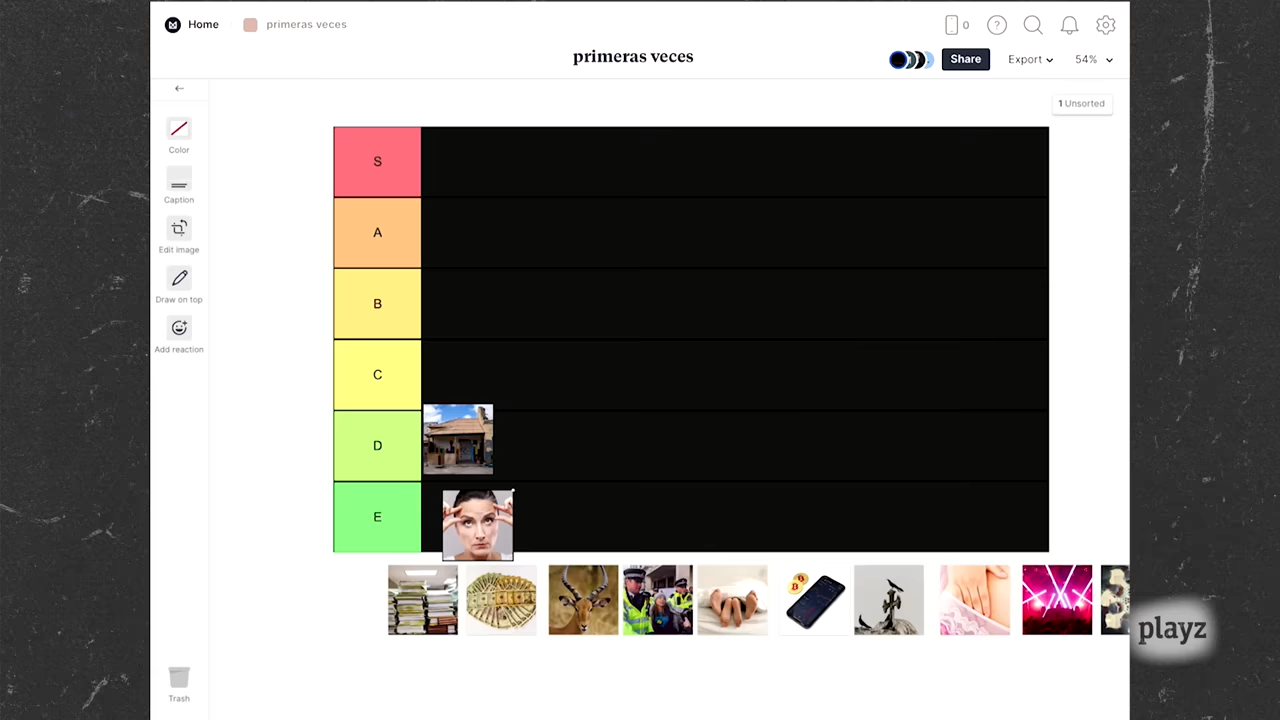 Home
primeras veces
0
?
primeras veces
Share
Export
54%
1 Unsorted
Color
Caption
Edit image
Draw on top
Add reaction
S
A
B
C
D
E
Trash
playz